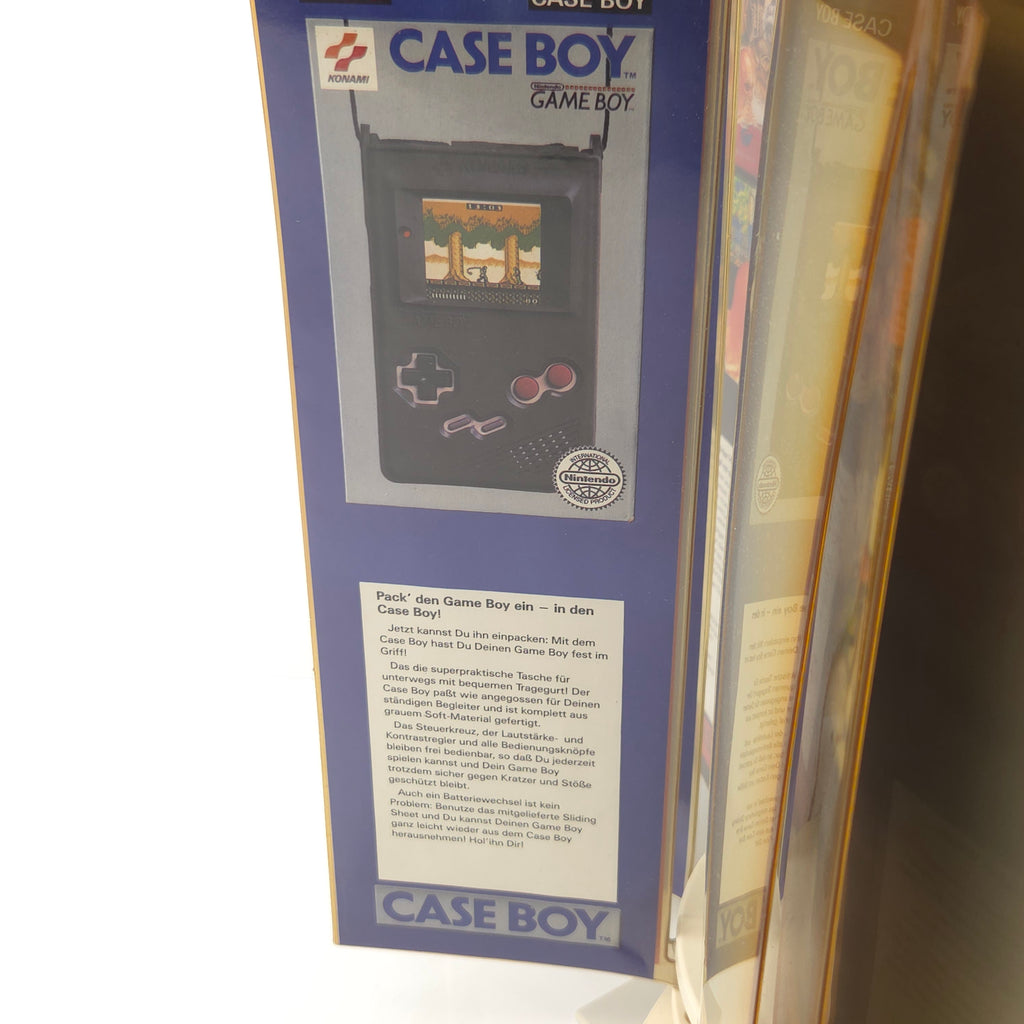 CASE BOY
KONAMI
CASE BOY™
Nintendo
GAME BOY™
INTERNATIONAL
Nintendo
LICENSED PRODUCT
Pack' den Game Boy ein – in den
Case Boy!
Jetzt kannst Du ihn einpacken: Mit dem
Case Boy hast Du Deinen Game Boy fest im
Griff!
Das die superpraktische Tasche für
unterwegs mit bequemen Tragegurt! Der
Case Boy paßt wie angegossen für Deinen
ständigen Begleiter und ist komplett aus
grauem Soft-Material gefertigt.
Das Steuerkreuz, der Lautstärke- und
Kontrastregler und alle Bedienungsknöpfe
bleiben frei bedienbar, so daß Du jederzeit
spielen kannst und Dein Game Boy
trotzdem sicher gegen Kratzer und Stöße
geschützt bleibt.
Auch ein Batteriewechsel ist kein
Problem: Benutze das mitgelieferte Sliding
Sheet und Du kannst Deinen Game Boy
ganz leicht wieder aus dem Case Boy
herausnehmen! Hol'ihn Dir!
CASE BOY™